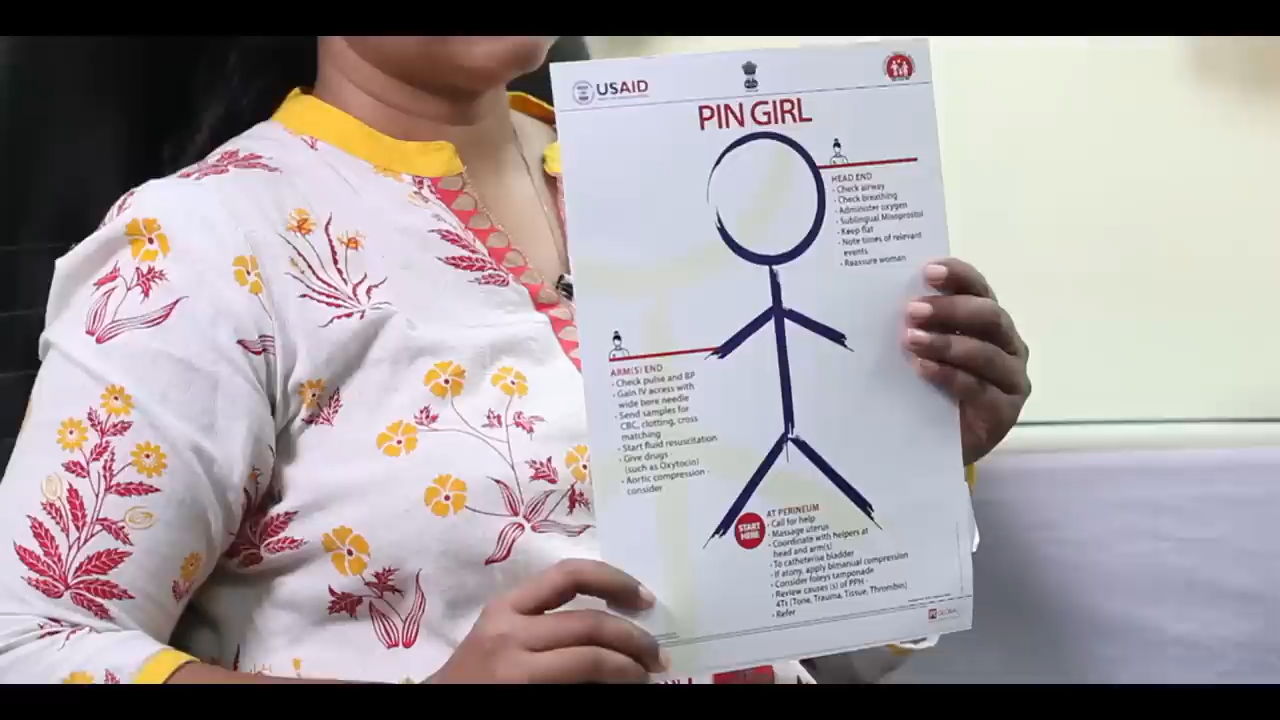 USAID
PIN GIRL
HEAD END
- Check airway
- Check breathing
- Administer oxygen
- Sublingual Misoprostol
- Keep flat
- Note times of relevant
events
- Reassure woman
ARM(S) END
- Check pulse and BP
- Gain IV access with
wide bore needle
- Send samples for
CBC, clotting, cross
matching
- Start fluid resuscitation
- Give drugs
(such as Oxytocin)
- Aortic compression -
consider
START
HERE
AT PERINEUM
- Call for help
- Massage uterus
- Coordinate with helpers at
head and arm(s)
- To catheterise bladder
- If atony, apply bimanual compression
- Consider foleys tamponade
- Review causes (s) of PPH -
4Ts (Tone, Trauma, Tissue, Thrombin)
- Refer